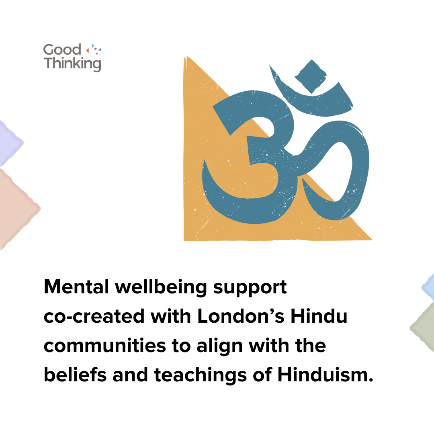 Good
Thinking
ॐ
Mental wellbeing support
co-created with London's Hindu
communities to align with the
beliefs and teachings of Hinduism.